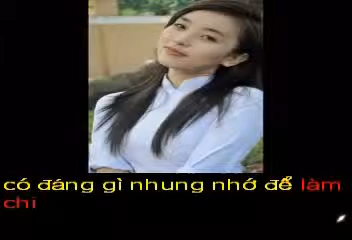 có đáng gì nhung nhớ để làm
chi